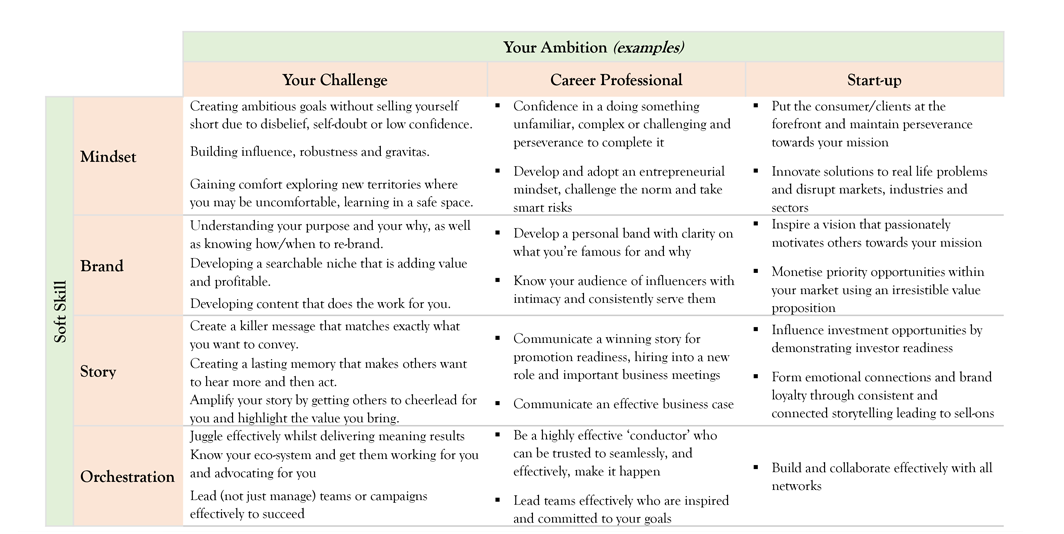 Your Ambition (examples)
Your Challenge
Career Professional
Start-up
Soft Skill
Mindset
Creating ambitious goals without selling yourself
short due to disbelief, self-doubt or low confidence.
Building influence, robustness and gravitas.
Gaining comfort exploring new territories where
you may be uncomfortable, learning in a safe space.
▪ Confidence in a doing something
unfamiliar, complex or challenging and
perseverance to complete it
▪ Develop and adopt an entrepreneurial
mindset, challenge the norm and take
smart risks
▪ Put the consumer/clients at the
forefront and maintain perseverance
towards your mission
▪ Innovate solutions to real life problems
and disrupt markets, industries and
sectors
Brand
Understanding your purpose and your why, as well
as knowing how/when to re-brand.
Developing a searchable niche that is adding value
and profitable.
Developing content that does the work for you.
▪ Develop a personal band with clarity on
what you're famous for and why
▪ Know your audience of influencers with
intimacy and consistently serve them
▪ Inspire a vision that passionately
motivates others towards your mission
▪ Monetise priority opportunities within
your market using an irresistible value
proposition
Story
Create a killer message that matches exactly what
you want to convey.
Creating a lasting memory that makes others want
to hear more and then act.
Amplify your story by getting others to cheerlead for
you and highlight the value you bring.
▪ Communicate a winning story for
promotion readiness, hiring into a new
role and important business meetings
▪ Communicate an effective business case
▪ Influence investment opportunities by
demonstrating investor readiness
▪ Form emotional connections and brand
loyalty through consistent and
connected storytelling leading to sell-ons
Orchestration
Juggle effectively whilst delivering meaning results
Know your eco-system and get them working for you
and advocating for you
Lead (not just manage) teams or campaigns
effectively to succeed
▪ Be a highly effective 'conductor' who
can be trusted to seamlessly, and
effectively, make it happen
▪ Lead teams effectively who are inspired
and committed to your goals
▪ Build and collaborate effectively with all
networks